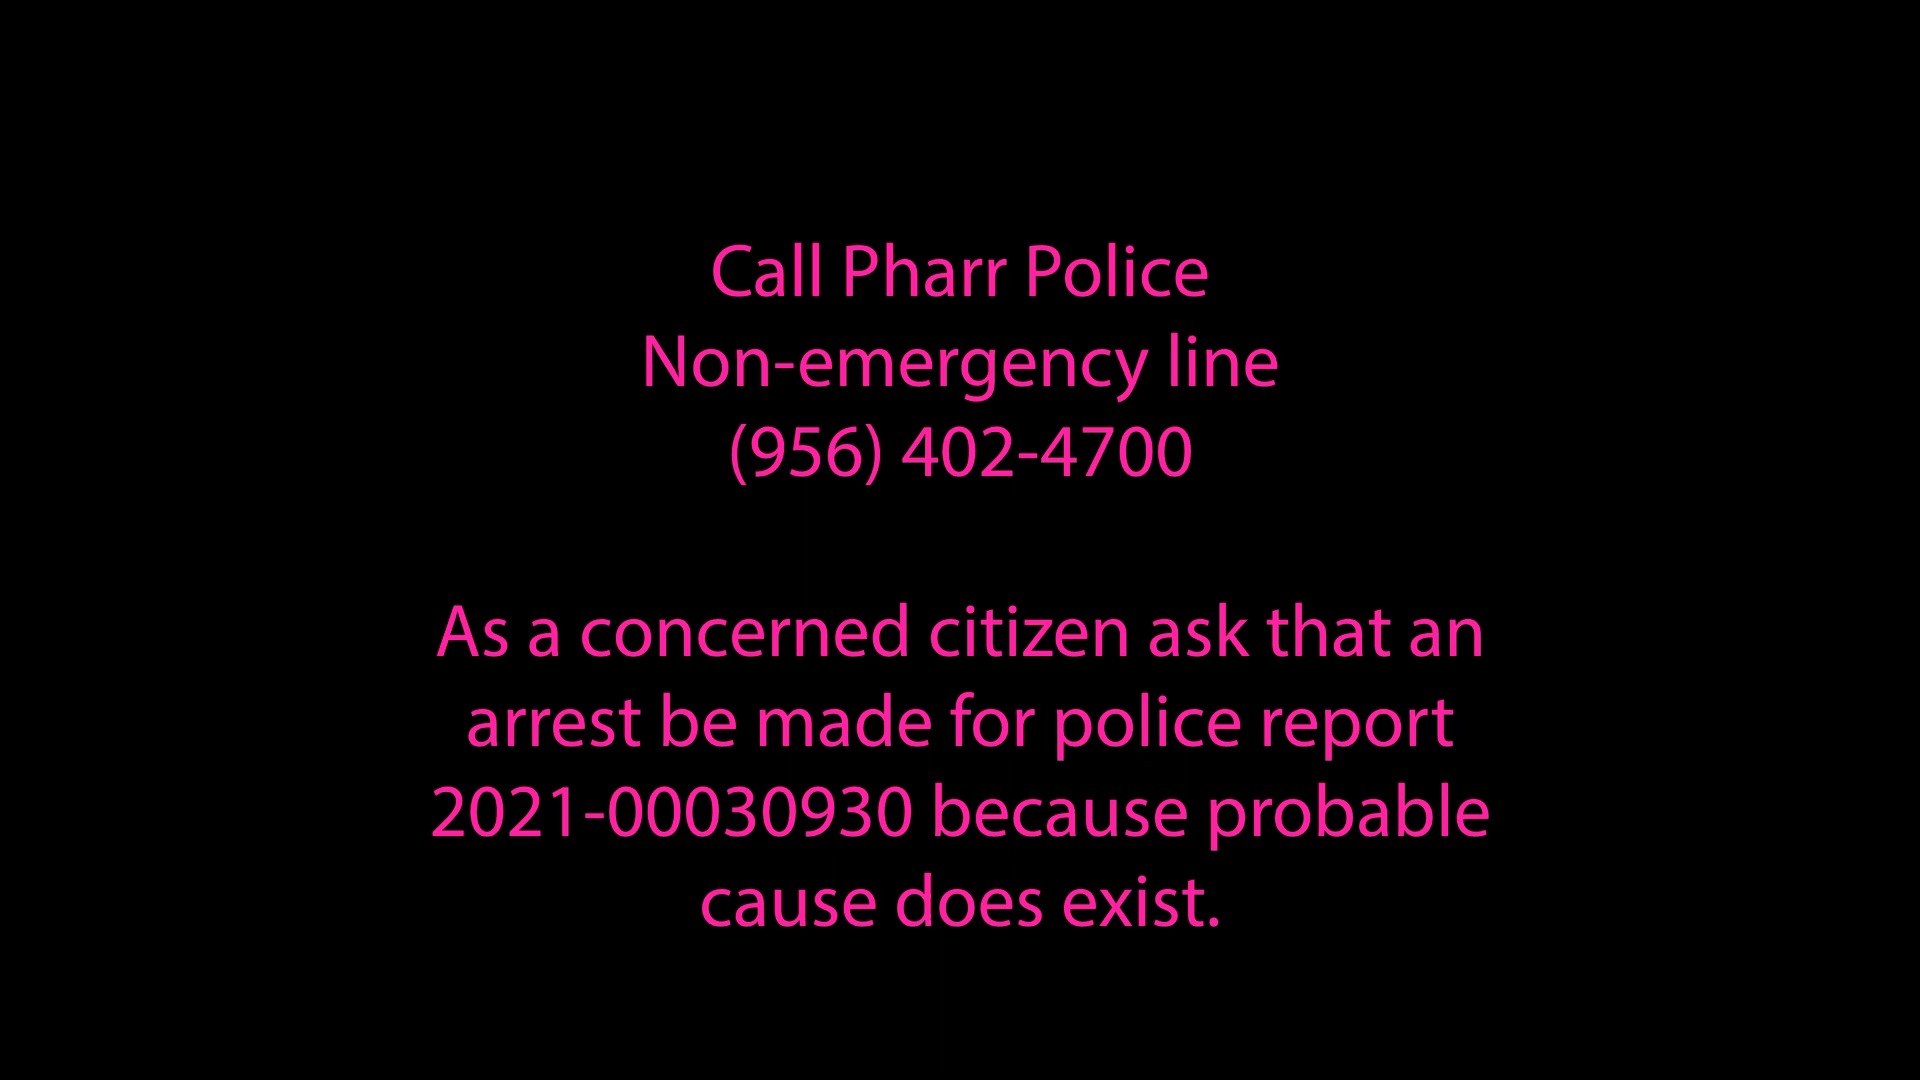 Call Pharr Police
Non-emergency line
(956) 402-4700
As a concerned citizen ask that an
arrest be made for police report
2021-00030930 because probable
cause does exist.